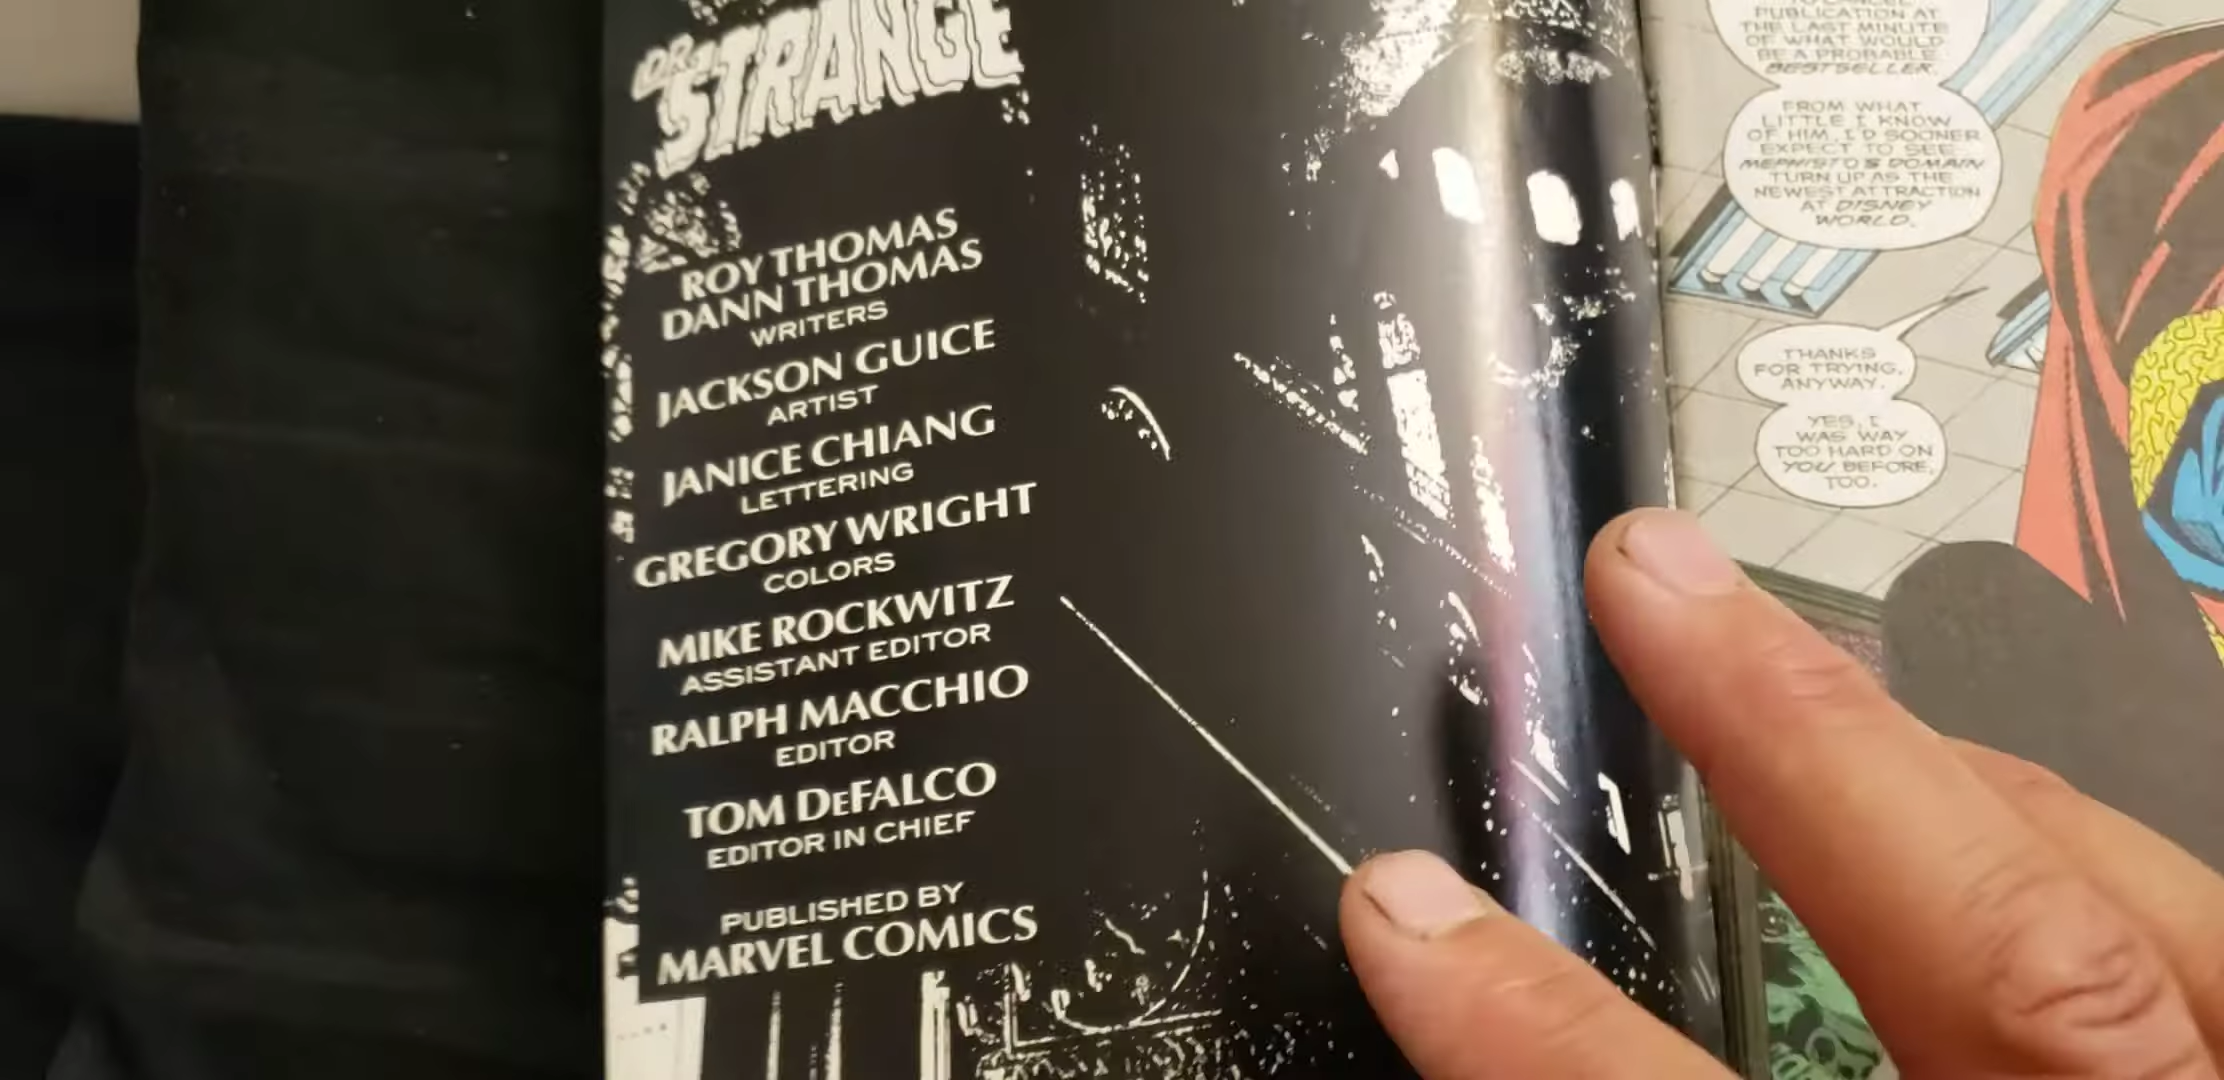 DR.
STRANGE
ROY THOMAS
DANN THOMAS
WRITERS
JACKSON GUICE
ARTIST
JANICE CHIANG
LETTERING
GREGORY WRIGHT
COLORS
MIKE ROCKWITZ
ASSISTANT EDITOR
RALPH MACCHIO
EDITOR
TOM DEFALCO
EDITOR IN CHIEF
PUBLISHED BY
MARVEL COMICS
TO CANCEL
PUBLICATION AT
THE LAST MINUTE
OF WHAT WOULD
BE A PROBABLE
BESTSELLER.
FROM WHAT
LITTLE I KNOW
OF HIM, I'D SOONER
EXPECT TO SEE
MEPHISTO'S DOMAIN
TURN UP AS THE
NEWEST ATTRACTION
AT DISNEY
WORLD.
THANKS
FOR TRYING,
ANYWAY.
YES, I
WAS WAY
TOO HARD ON
YOU BEFORE,
TOO.